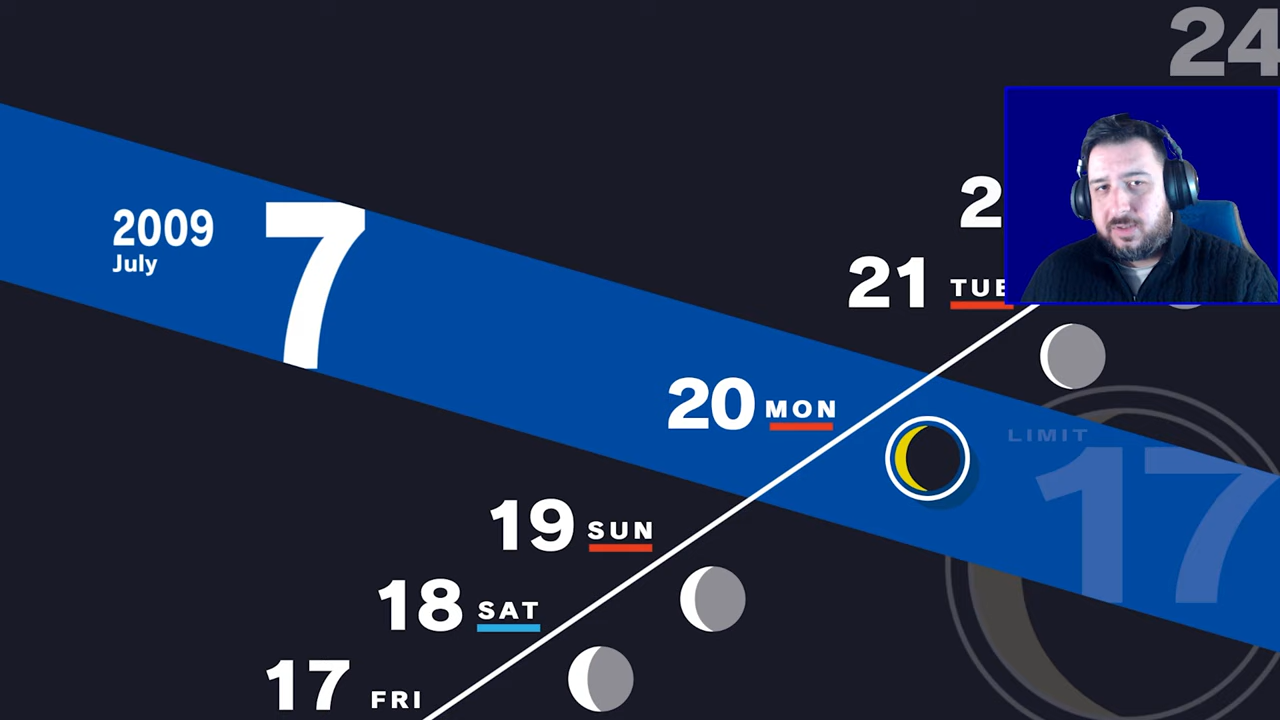 24
2009
July
7
2
21 TUE
20 MON
LIMIT
17
19 SUN
18 SAT
17 FRI